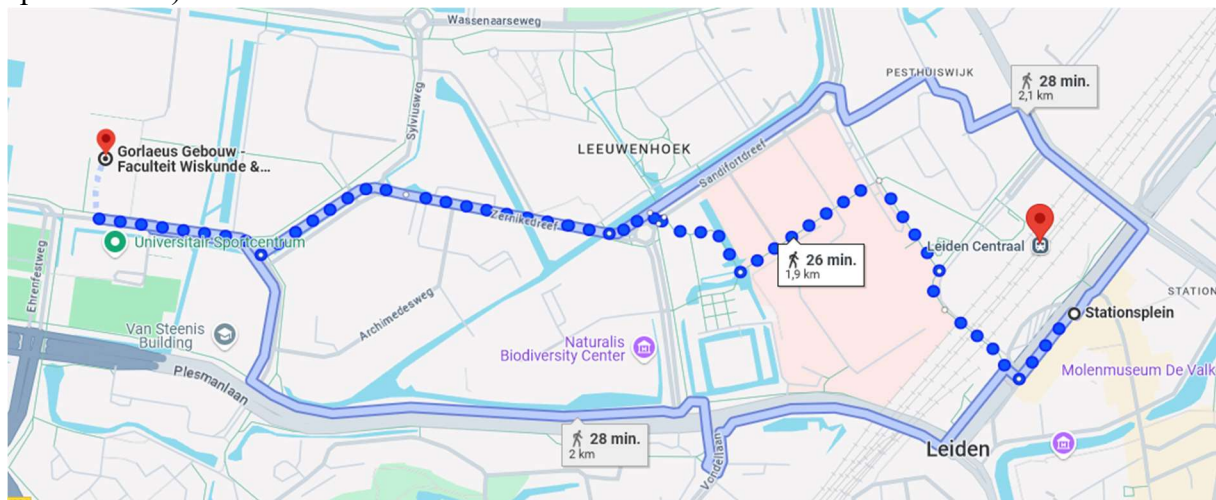 Wassenaarseweg
PESTHUISWIJK
28 min.
2,1 km
Sylviusweg
Gorlaeus Gebouw -
Faculteit Wiskunde &...
LEEUWENHOEK
Sandifortdreef
Zernikedreef
Universitair Sportcentrum
Leiden Centraal
26 min.
1,9 km
Ehrenfestweg
STATION
Archimedesweg
Stationsplein
Van Steenis
Building
Naturalis
Biodiversity Center
Plesmanlaan
Molenmuseum De Valk
28 min.
2 km
Vondellaan
Leiden